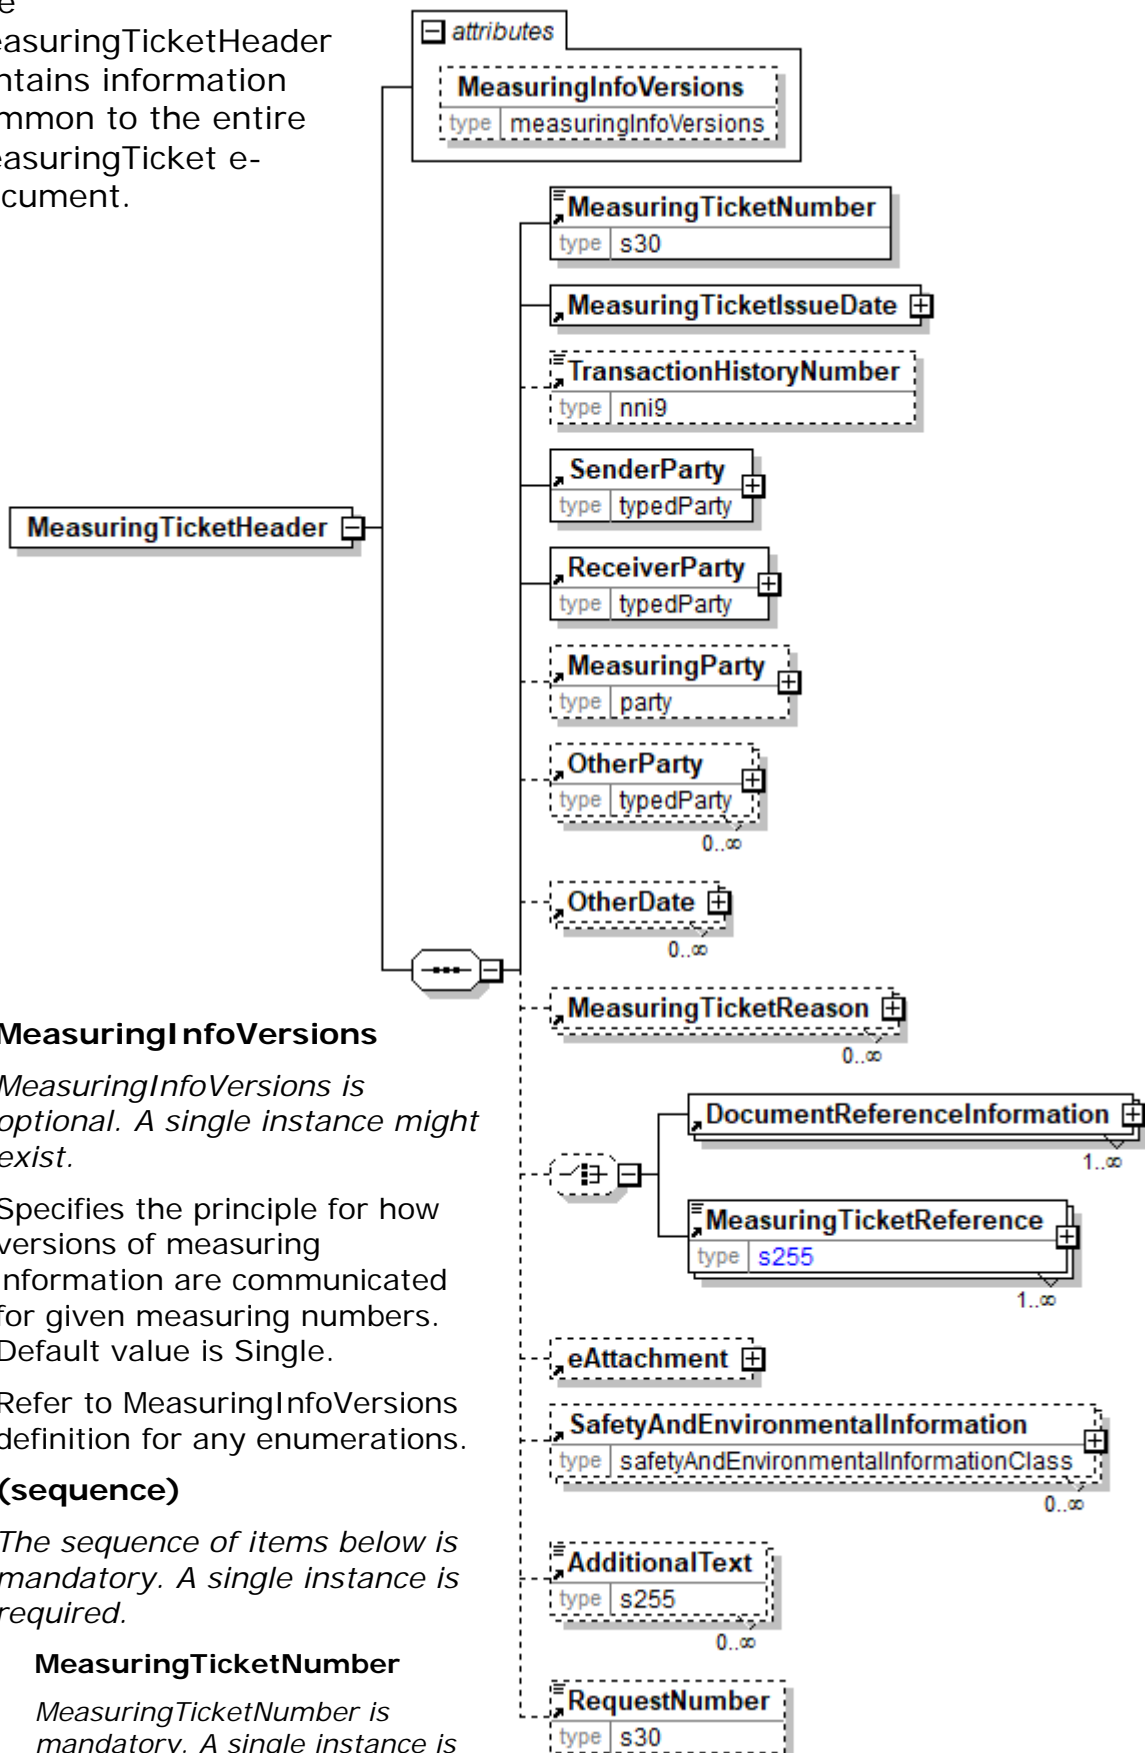 MeasuringTicketHeader
information
to the entire
e-
attributes
MeasuringInfoVersions
type measuringInfoVersions
MeasuringTicketNumber
type s30
MeasuringTicketIssueDate
TransactionHistoryNumber
type nni9
SenderParty
type typedParty
MeasuringTicketHeader
ReceiverParty
type typedParty
MeasuringParty
type party
OtherParty
type typedParty
0..∞
OtherDate
0..∞
MeasuringTicketReason
0..∞
DocumentReferenceInformation
1..∞
MeasuringTicketReference
type s255
1..∞
eAttachment
SafetyAndEnvironmentalInformation
type safetyAndEnvironmentalInformationClass
0..∞
AdditionalText
type s255
0..∞
RequestNumber
type s30
MeasuringInfoVersions
MeasuringInfoVersions is
optional. A single instance might
exist.
Specifies the principle for how
versions of measuring
information are communicated
for given measuring numbers.
Default value is Single.
Refer to MeasuringInfoVersions
definition for any enumerations.
(sequence)
The sequence of items below is
mandatory. A single instance is
required.
MeasuringTicketNumber
MeasuringTicketNumber is
mandatory. A single instance is